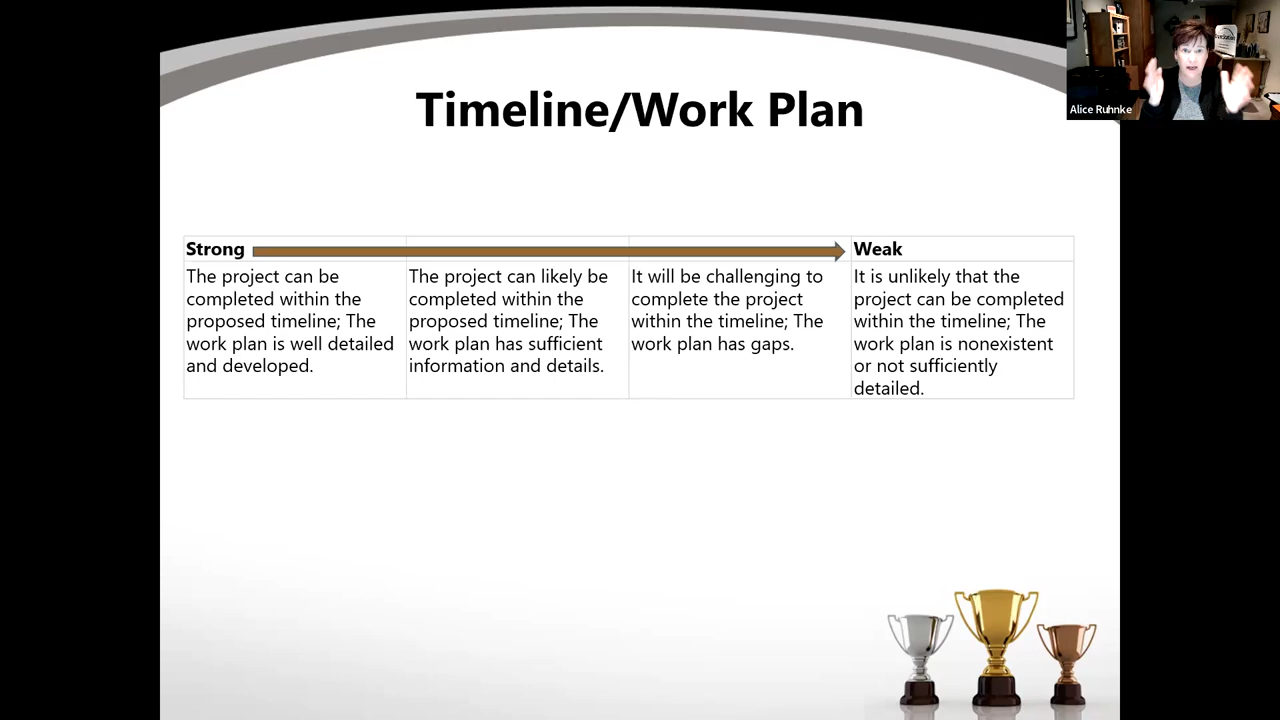 Timeline/Work Plan
Alice Ruhnke
Strong
Weak
The project can be
completed within the
proposed timeline; The
work plan is well detailed
and developed.
The project can likely be
completed within the
proposed timeline; The
work plan has sufficient
information and details.
It will be challenging to
complete the project
within the timeline; The
work plan has gaps.
It is unlikely that the
project can be completed
within the timeline; The
work plan is nonexistent
or not sufficiently
detailed.